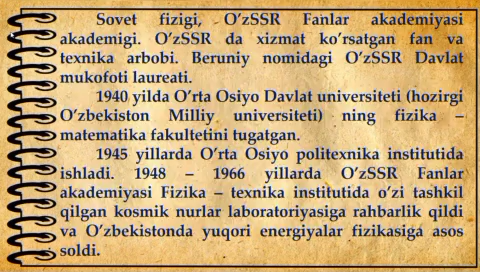 Sovet fizigi, O’zSSR Fanlar akademiyasi
akademigi. O’zSSR da xizmat ko’rsatgan fan va
texnika arbobi. Beruniy nomidagi O’zSSR Davlat
mukofoti laureati.
1940 yilda O’rta Osiyo Davlat universiteti (hozirgi
O’zbekiston Milliy universiteti) ning fizika –
matematika fakultetini tugatgan.
1945 yillarda O’rta Osiyo politexnika institutida
ishladi. 1948 – 1966 yillarda O’zSSR Fanlar
akademiyasi Fizika – texnika institutida o’zi tashkil
qilgan kosmik nurlar laboratoriyasiga rahbarlik qildi
va O’zbekistonda yuqori energiyalar fizikasiga asos
soldi.